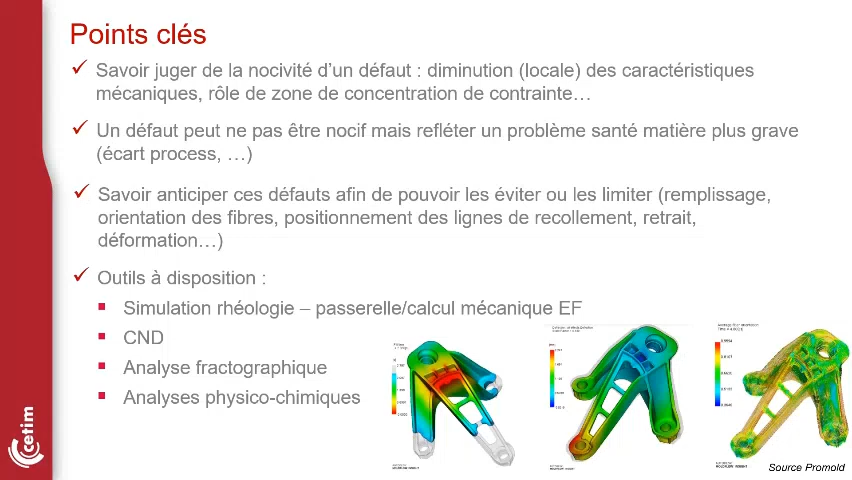 Points clés
Savoir juger de la nocivité d'un défaut : diminution (locale) des caractéristiques
mécaniques, rôle de zone de concentration de contrainte…
Un défaut peut ne pas être nocif mais refléter un problème santé matière plus grave
(écart process, …)
Savoir anticiper ces défauts afin de pouvoir les éviter ou les limiter (remplissage,
orientation des fibres, positionnement des lignes de recollement, retrait,
déformation…)
Outils à disposition :
Simulation rhéologie – passerelle/calcul mécanique EF
CND
Analyse fractographique
Analyses physico-chimiques
cetim
Source Promold